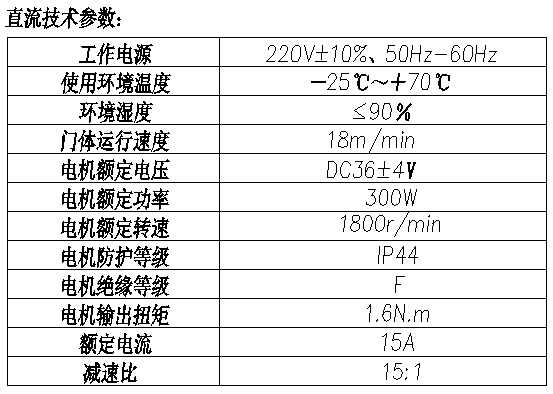 直流技术参数：
工作电源 220V±10%、50Hz-60Hz
使用环境温度 -25℃～+70℃
环境湿度 ≤90%
门体运行速度 18m/min
电机额定电压 DC36±4V
电机额定功率 300W
电机额定转速 1800r/min
电机防护等级 IP44
电机绝缘等级 F
电机输出扭矩 1.6N.m
额定电流 15A
减速比 15:1